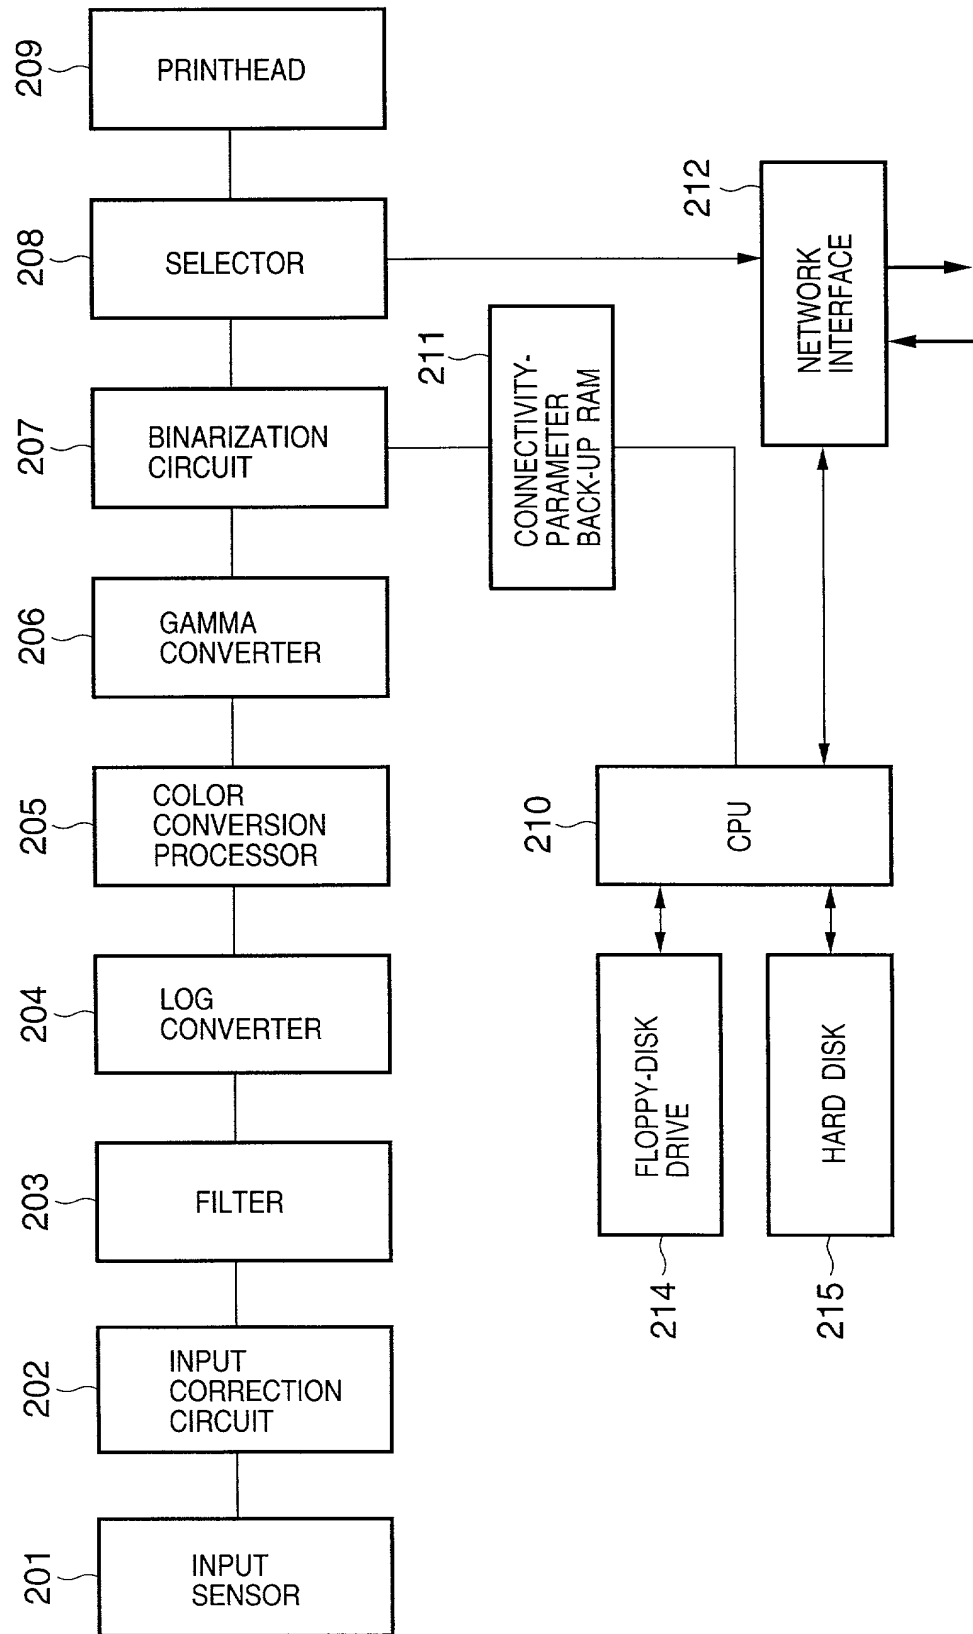 209
PRINTHEAD
208
SELECTOR
212
NETWORK
INTERFACE
207
BINARIZATION
CIRCUIT
211
CONNECTIVITY-
PARAMETER
BACK-UP RAM
206
GAMMA
CONVERTER
205
COLOR
CONVERSION
PROCESSOR
210
CPU
204
LOG
CONVERTER
203
FILTER
FLOPPY-DISK
DRIVE
214
HARD DISK
215
202
INPUT
CORRECTION
CIRCUIT
201
INPUT
SENSOR